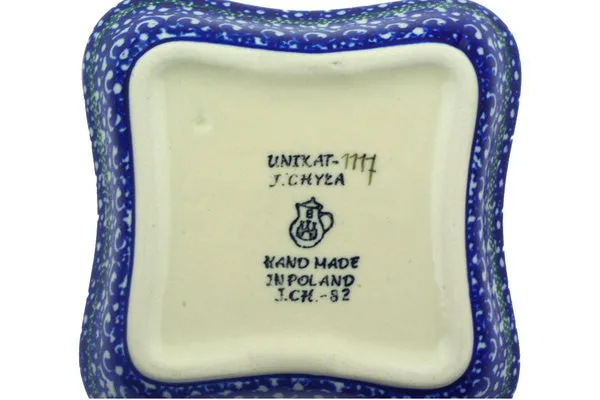 UNIKAT-1117
J.CHYŁA
HAND MADE
IN POLAND
J.CH.-82